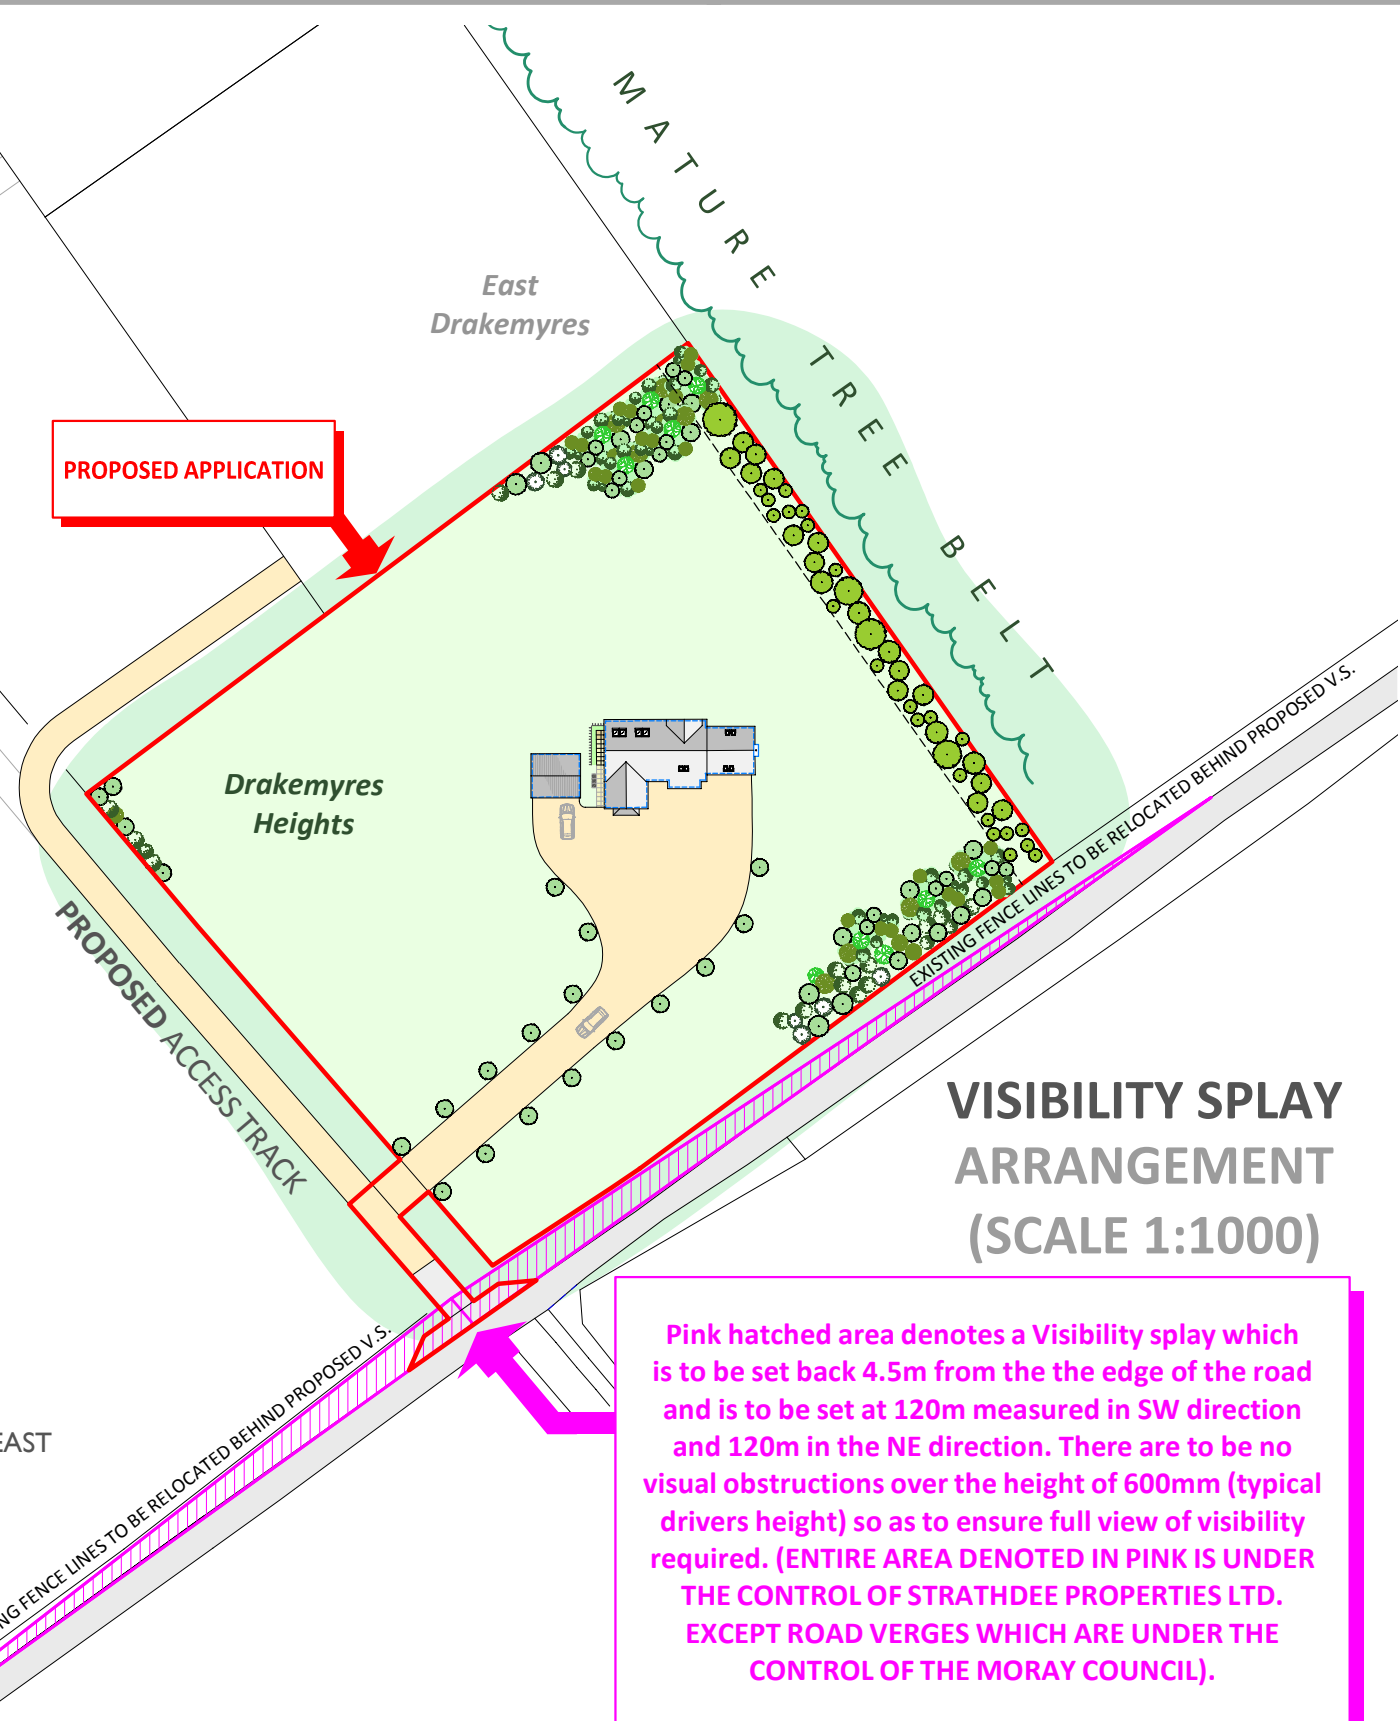 MATURE TREE BELT
East
Drakemyres
PROPOSED APPLICATION
Drakemyres
Heights
PROPOSED ACCESS TRACK
EXISTING FENCE LINES TO BE RELOCATED BEHIND PROPOSED V.S.
VISIBILITY SPLAY
ARRANGEMENT
(SCALE 1:1000)
Pink hatched area denotes a Visibility splay which
is to be set back 4.5m from the the edge of the road
and is to be set at 120m measured in SW direction
and 120m in the NE direction. There are to be no
visual obstructions over the height of 600mm (typical
drivers height) so as to ensure full view of visibility
required. (ENTIRE AREA DENOTED IN PINK IS UNDER
THE CONTROL OF STRATHDEE PROPERTIES LTD.
EXCEPT ROAD VERGES WHICH ARE UNDER THE
CONTROL OF THE MORAY COUNCIL).
EAST
NG FENCE LINES TO BE RELOCATED BEHIND PROPOSED V.S.